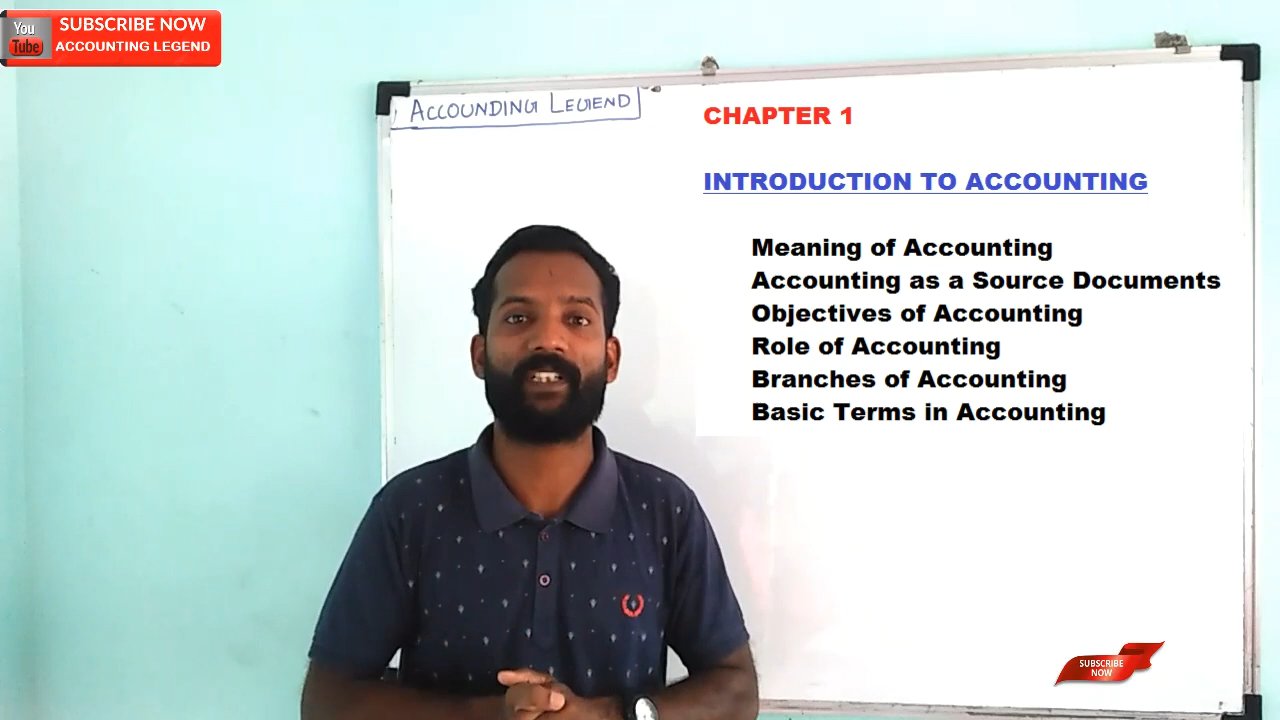 You
Tube
SUBSCRIBE NOW
ACCOUNTING LEGEND
ACCOUNDING LEGEND
CHAPTER 1
INTRODUCTION TO ACCOUNTING
Meaning of Accounting
Accounting as a Source Documents
Objectives of Accounting
Role of Accounting
Branches of Accounting
Basic Terms in Accounting
SUBSCRIBE
NOW